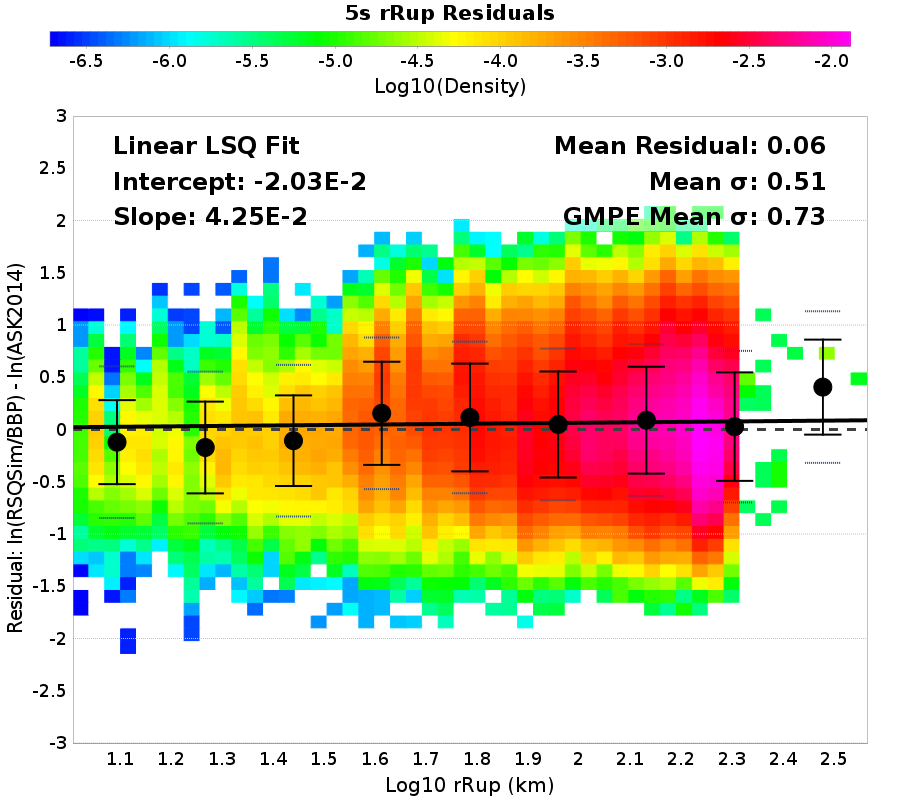 5s rRup Residuals
-6.5 -6.0 -5.5 -5.0 -4.5 -4.0 -3.5 -3.0 -2.5 -2.0
Log10(Density)
Linear LSQ Fit
Intercept: -2.03E-2
Slope: 4.25E-2
Mean Residual: 0.06
Mean σ: 0.51
GMPE Mean σ: 0.73
3
2.5
2
1.5
1
0.5
0
-0.5
-1
-1.5
-2
-2.5
-3
Residual: ln(RSQSim/BBP) - ln(ASK2014)
1.1 1.2 1.3 1.4 1.5 1.6 1.7 1.8 1.9 2 2.1 2.2 2.3 2.4 2.5
Log10 rRup (km)